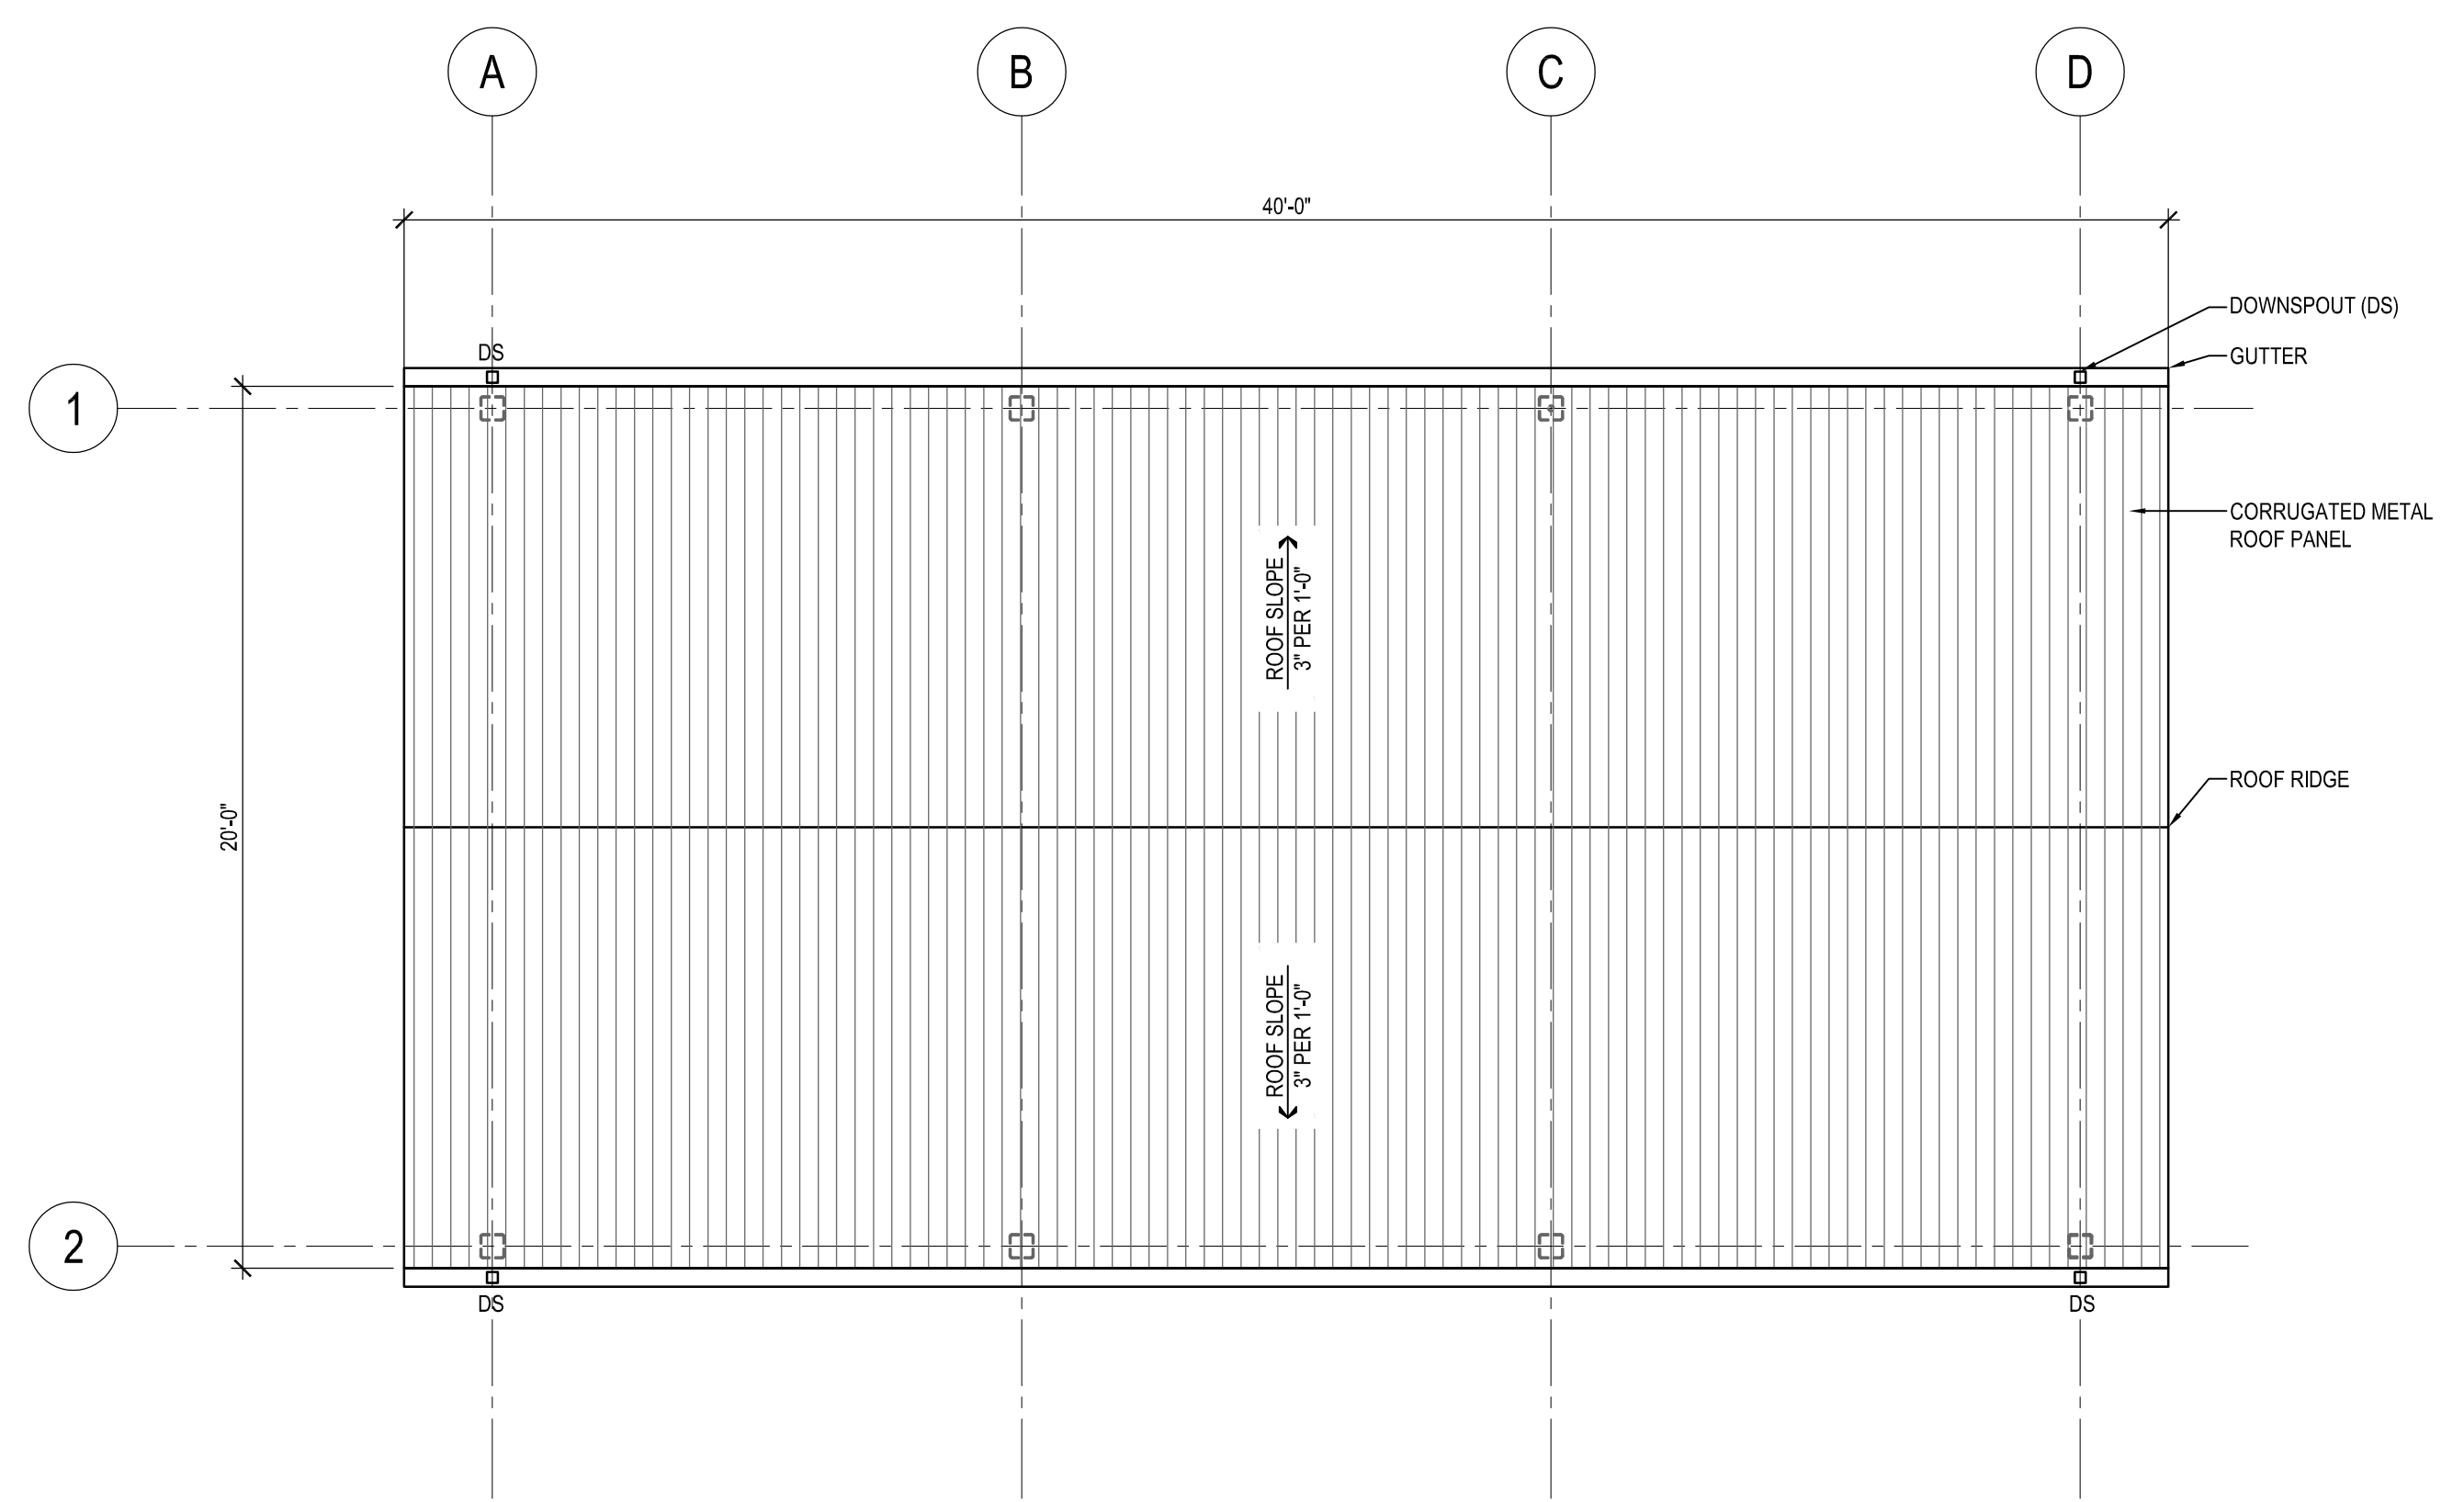 A
B
C
D
40'-0"
DOWNSPOUT (DS)
DS
GUTTER
1
CORRUGATED METAL
ROOF PANEL
ROOF SLOPE
3" PER 1'-0"
ROOF RIDGE
20'-0"
ROOF SLOPE
3" PER 1'-0"
2
DS
DS